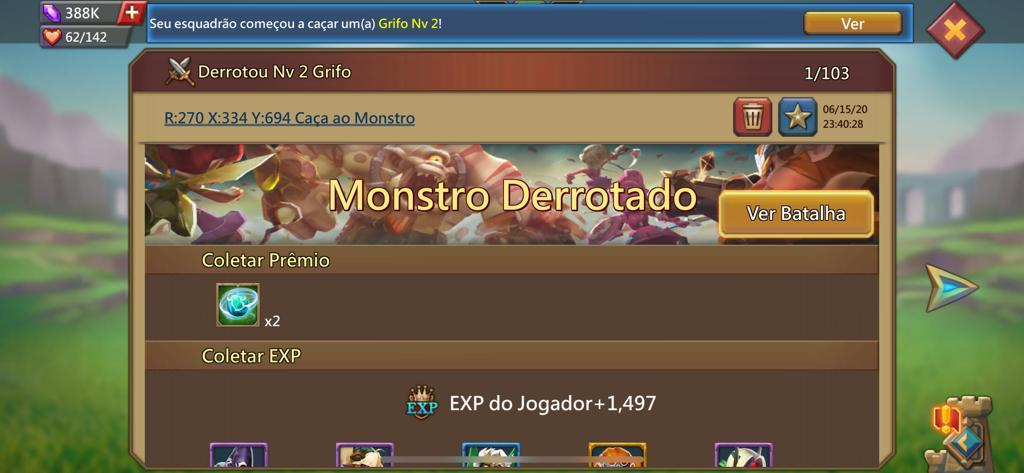 388K
62/142
Seu esquadrão começou a caçar um(a) Grifo Nv 2!
Ver
Derrotou Nv 2 Grifo
1/103
R:270 X:334 Y:694 Caça ao Monstro
06/15/20
23:40:28
Monstro Derrotado
Ver Batalha
Coletar Prêmio
x2
Coletar EXP
EXP
EXP do Jogador+1,497